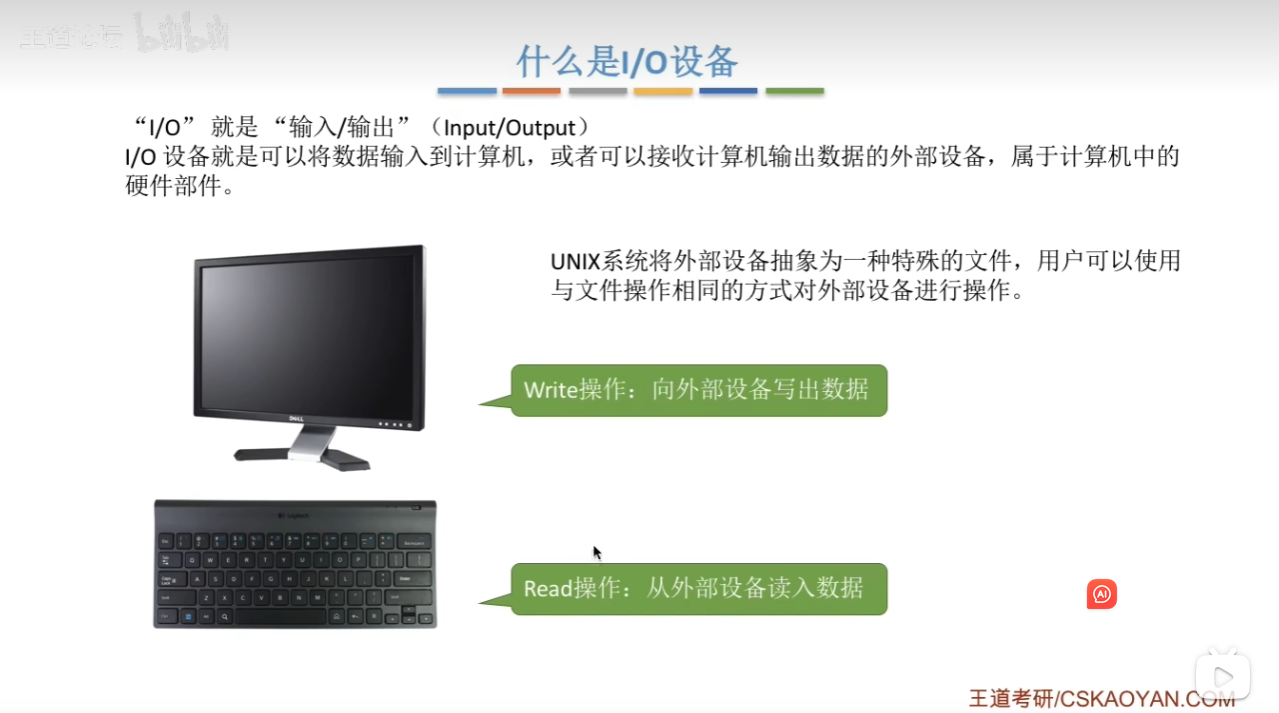 王道论坛 bilibili
什么是I/O设备
“I/O” 就是 “输入/输出” （Input/Output）
I/O 设备就是可以将数据输入到计算机，或者可以接收计算机输出数据的外部设备，属于计算机中的
硬件部件。
UNIX系统将外部设备抽象为一种特殊的文件，用户可以使用
与文件操作相同的方式对外部设备进行操作。
Write操作：向外部设备写出数据
DELL
Logitech
Read操作：从外部设备读入数据
AI
王道考研/CSKAOYAN.COM